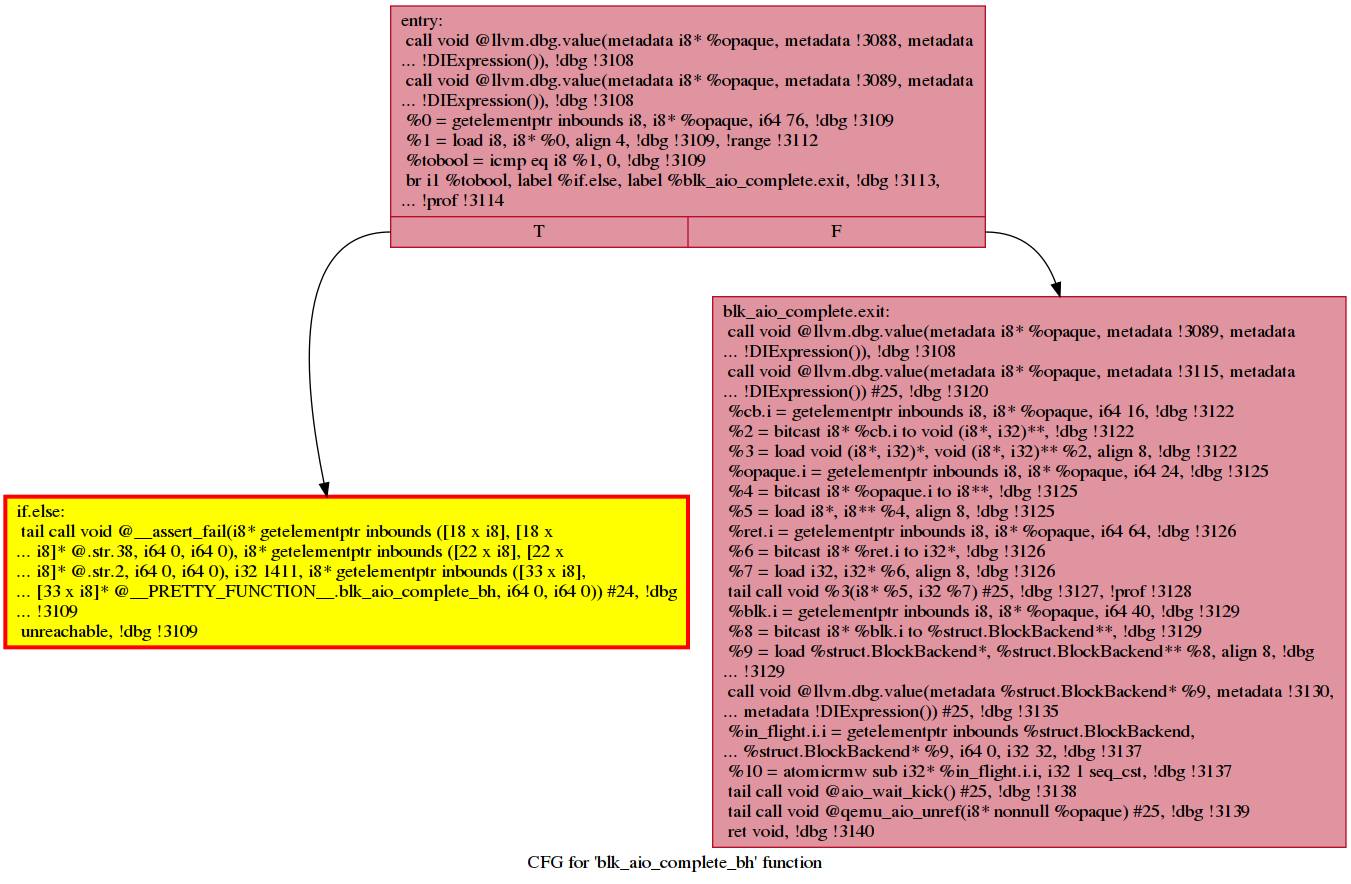 entry:
call void @llvm.dbg.value(metadata i8* %opaque, metadata !3088, metadata
... !DIExpression()), !dbg !3108
call void @llvm.dbg.value(metadata i8* %opaque, metadata !3089, metadata
... !DIExpression()), !dbg !3108
%0 = getelementptr inbounds i8, i8* %opaque, i64 76, !dbg !3109
%1 = load i8, i8* %0, align 4, !dbg !3109, !range !3112
%tobool = icmp eq i8 %1, 0, !dbg !3109
br i1 %tobool, label %if.else, label %blk_aio_complete.exit, !dbg !3113,
... !prof !3114
T
F
blk_aio_complete.exit:
call void @llvm.dbg.value(metadata i8* %opaque, metadata !3089, metadata
... !DIExpression()), !dbg !3108
call void @llvm.dbg.value(metadata i8* %opaque, metadata !3115, metadata
... !DIExpression()) #25, !dbg !3120
%cb.i = getelementptr inbounds i8, i8* %opaque, i64 16, !dbg !3122
%2 = bitcast i8* %cb.i to void (i8*, i32)**, !dbg !3122
%3 = load void (i8*, i32)*, void (i8*, i32)** %2, align 8, !dbg !3122
%opaque.i = getelementptr inbounds i8, i8* %opaque, i64 24, !dbg !3125
%4 = bitcast i8* %opaque.i to i8**, !dbg !3125
%5 = load i8*, i8** %4, align 8, !dbg !3125
%ret.i = getelementptr inbounds i8, i8* %opaque, i64 64, !dbg !3126
%6 = bitcast i8* %ret.i to i32*, !dbg !3126
%7 = load i32, i32* %6, align 8, !dbg !3126
tail call void %3(i8* %5, i32 %7) #25, !dbg !3127, !prof !3128
%blk.i = getelementptr inbounds i8, i8* %opaque, i64 40, !dbg !3129
%8 = bitcast i8* %blk.i to %struct.BlockBackend**, !dbg !3129
%9 = load %struct.BlockBackend*, %struct.BlockBackend** %8, align 8, !dbg
... !3129
call void @llvm.dbg.value(metadata %struct.BlockBackend* %9, metadata !3130,
... metadata !DIExpression()) #25, !dbg !3135
%in_flight.i.i = getelementptr inbounds %struct.BlockBackend,
... %struct.BlockBackend* %9, i64 0, i32 32, !dbg !3137
%10 = atomicrmw sub i32* %in_flight.i.i, i32 1 seq_cst, !dbg !3137
tail call void @aio_wait_kick() #25, !dbg !3138
tail call void @qemu_aio_unref(i8* nonnull %opaque) #25, !dbg !3139
ret void, !dbg !3140
if.else:
tail call void @__assert_fail(i8* getelementptr inbounds ([18 x i8], [18 x
... i8]* @.str.38, i64 0, i64 0), i8* getelementptr inbounds ([22 x i8], [22 x
... i8]* @.str.2, i64 0, i64 0), i32 1411, i8* getelementptr inbounds ([33 x i8],
... [33 x i8]* @__PRETTY_FUNCTION__.blk_aio_complete_bh, i64 0, i64 0)) #24, !dbg
... !3109
unreachable, !dbg !3109
CFG for 'blk_aio_complete_bh' function